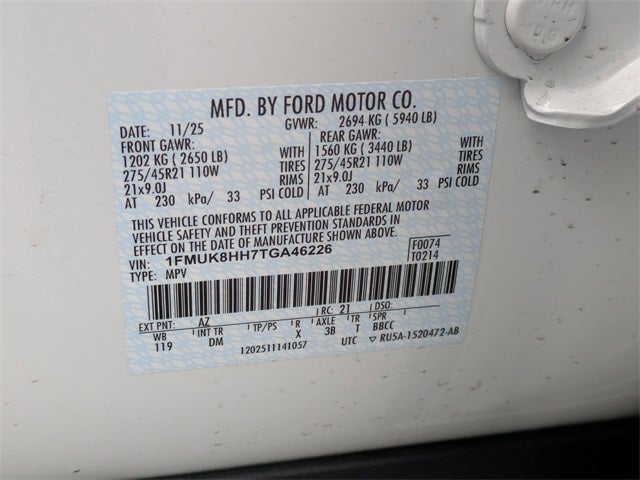 MFD. BY FORD MOTOR CO.
DATE: 11/25 GVWR: 2694 KG ( 5940 LB)
FRONT GAWR: REAR GAWR:
1202 KG ( 2650 LB) WITH 1560 KG ( 3440 LB) WITH
275/45R21 110W TIRES 275/45R21 110W TIRES
21x9.0J RIMS 21x9.0J RIMS
AT 230 kPa/ 33 PSI COLD AT 230 kPa/ 33 PSI COLD
THIS VEHICLE CONFORMS TO ALL APPLICABLE FEDERAL MOTOR
VEHICLE SAFETY AND THEFT PREVENTION STANDARDS IN
EFFECT ON THE DATE OF MANUFACTURE SHOWN ABOVE.
VIN: 1FMUK8HH7TGA46226 F0074
TYPE: MPV T0214
EXT PNT: AZ RC: 21 DSO:
WB INT TR TP/PS R AXLE TR SPR
119 DM X 3B T BBCC
1202511141057 UTC ▽ RU5A-1520472-AB